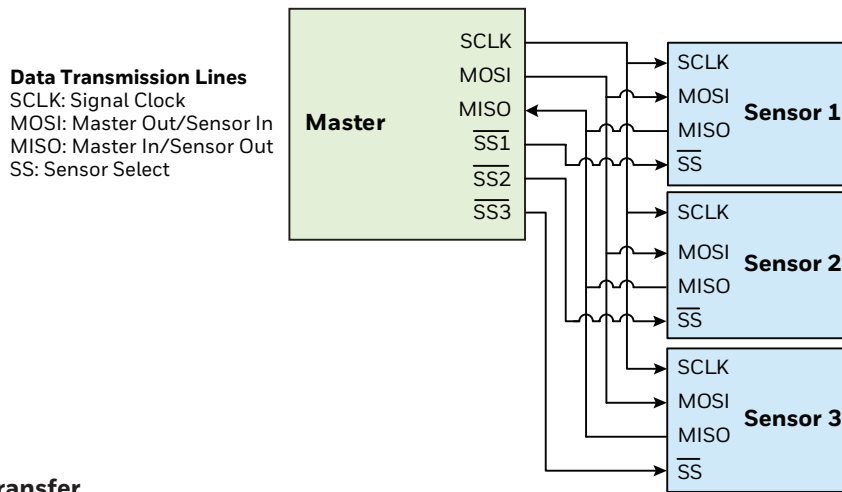 Data Transmission Lines
SCLK: Signal Clock
MOSI: Master Out/Sensor In
MISO: Master In/Sensor Out
SS: Sensor Select
Master
SCLK
MOSI
MISO
SS1
SS2
SS3
SCLK
MOSI
MISO
SS
Sensor 1
SCLK
MOSI
MISO
SS
Sensor 2
SCLK
MOSI
MISO
SS
Sensor 3